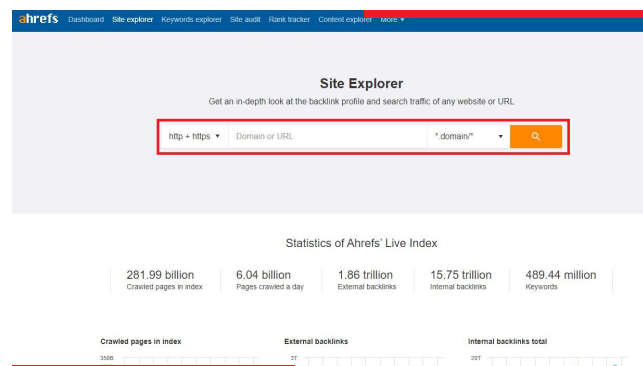 ahrefs Dashboard Site explorer Keywords explorer Site audit Rank tracker Content explorer More
Site Explorer
Get an in-depth look at the backlink profile and search traffic of any website or URL
http + https Domain or URL *.domain/*
Statistics of Ahrefs' Live Index
281.99 billion 6.04 billion 1.86 trillion 15.75 trillion 489.44 million
Crawled pages in index Pages crawled a day External backlinks Internal backlinks Keywords
Crawled pages in index External backlinks Internal backlinks total
350B 3T 20T